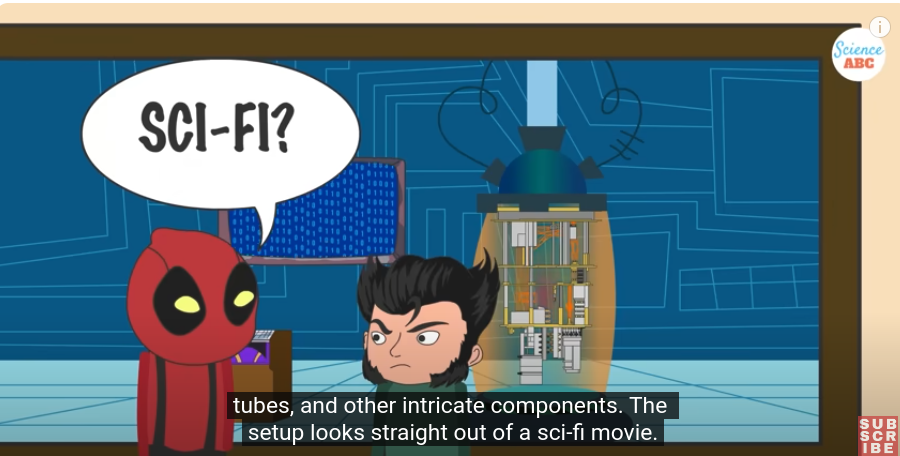 Science
ABC
SCI-FI?
tubes, and other intricate components. The
setup looks straight out of a sci-fi movie.
SUB
SCR
IBE